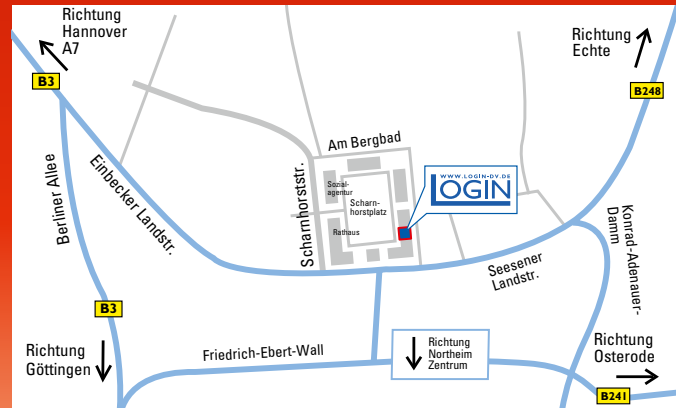 Richtung
Hannover
A7
B3
Richtung
Echte
B248
Am Bergbad
Berliner Allee
Einbecker Landstr.
Scharnhorststr.
Sozial-
agentur
Scharn-
horstplatz
Rathaus
WWW.LOGIN-DV.DE
LOGIN
Seesener
Landstr.
Konrad-Adenauer-
Damm
B3
Richtung
Göttingen
Friedrich-Ebert-Wall
Richtung
Northeim
Zentrum
Richtung
Osterode
B241